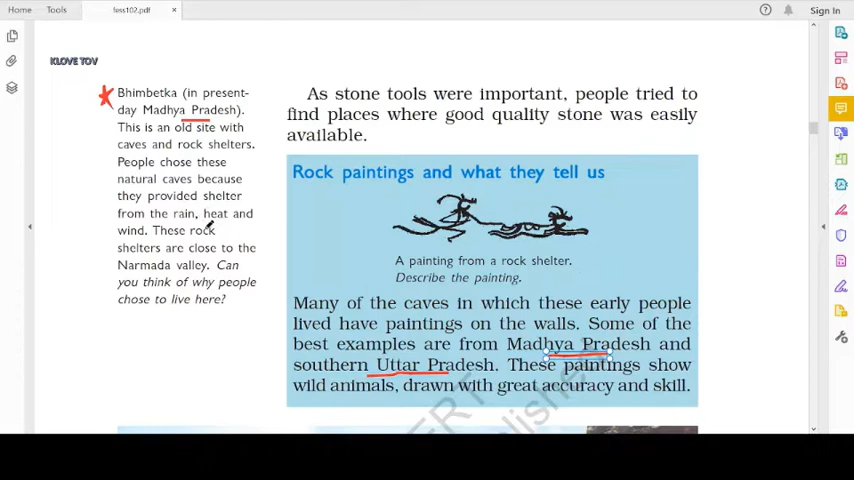 Home Tools fess102.pdf × Sign In
KLOVE TOV
Bhimbetka (in present-
day Madhya Pradesh).
This is an old site with
caves and rock shelters.
People chose these
natural caves because
they provided shelter
from the rain, heat and
wind. These rock
shelters are close to the
Narmada valley. Can
you think of why people
chose to live here?
As stone tools were important, people tried to
find places where good quality stone was easily
available.
Rock paintings and what they tell us
A painting from a rock shelter.
Describe the painting.
Many of the caves in which these early people
lived have paintings on the walls. Some of the
best examples are from Madhya Pradesh and
southern Uttar Pradesh. These paintings show
wild animals, drawn with great accuracy and skill.